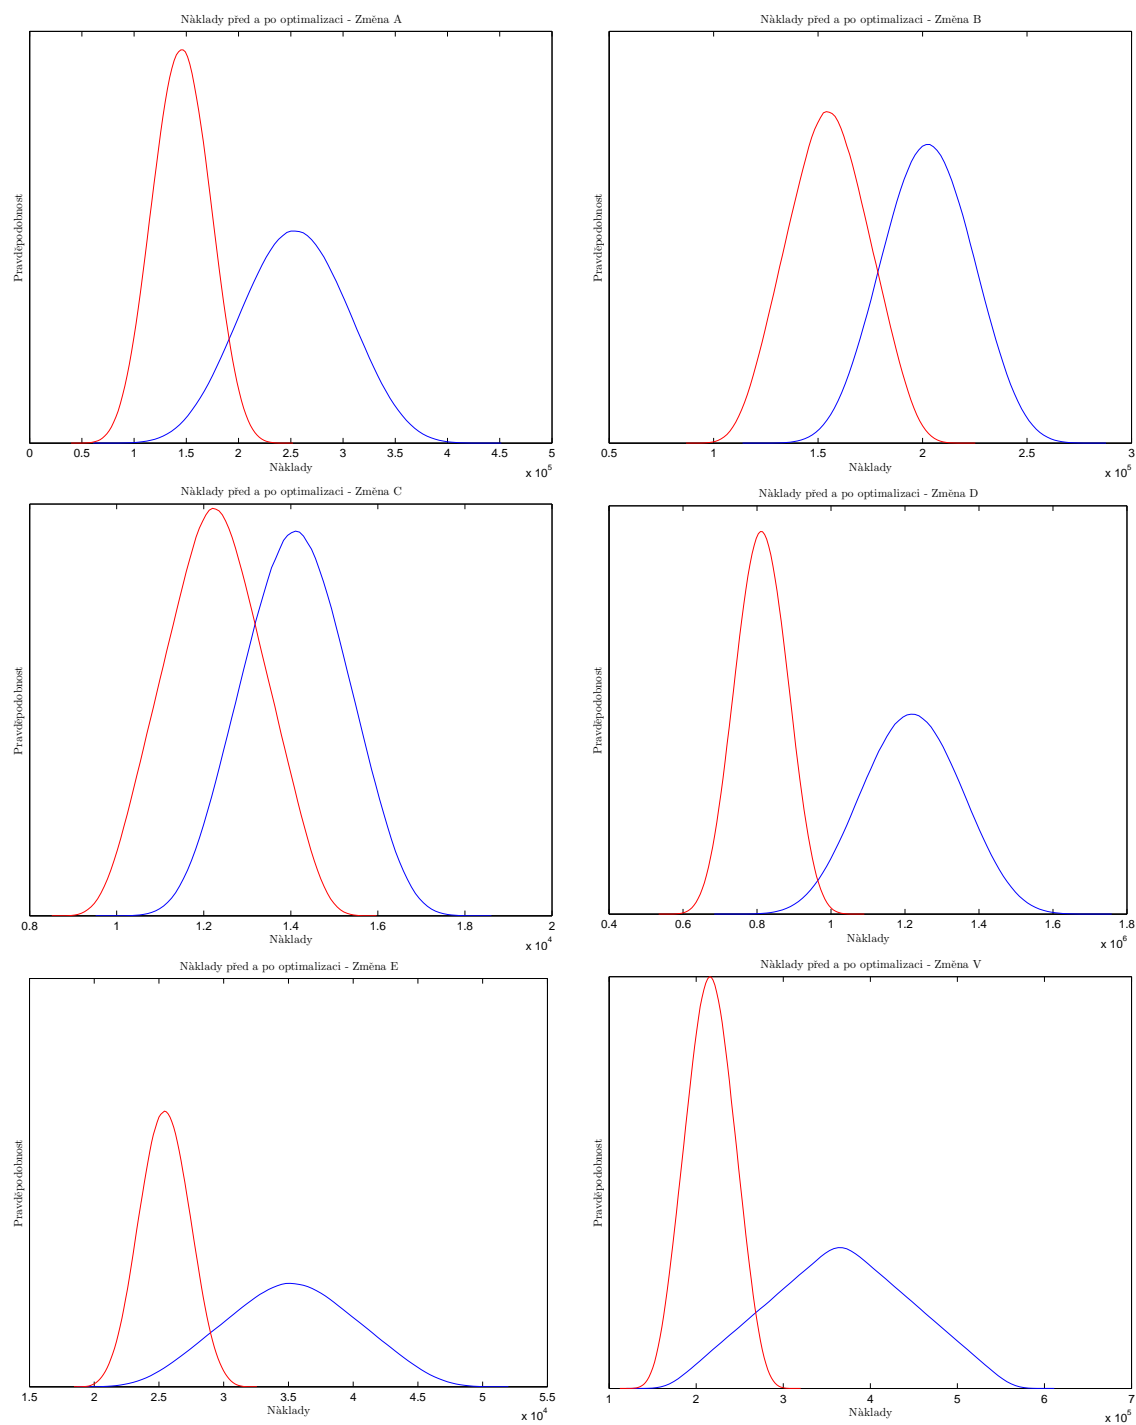 Nàklady před a po optimalizaci - Změna A
Pravděpodobnost
0 0.5 1 1.5 2 2.5 3 3.5 4 4.5 5
Nàklady
x 10^5
Nàklady před a po optimalizaci - Změna B
Pravděpodobnost
0.5 1 1.5 2 2.5 3
Nàklady
x 10^5
Nàklady před a po optimalizaci - Změna C
Pravděpodobnost
0.8 1 1.2 1.4 1.6 1.8 2
Nàklady
x 10^4
Nàklady před a po optimalizaci - Změna D
Pravděpodobnost
0.4 0.6 0.8 1 1.2 1.4 1.6 1.8
Nàklady
x 10^6
Nàklady před a po optimalizaci - Změna E
Pravděpodobnost
1.5 2 2.5 3 3.5 4 4.5 5 5.5
Nàklady
x 10^4
Nàklady před a po optimalizaci - Změna V
Pravděpodobnost
1 2 3 4 5 6 7
Nàklady
x 10^5